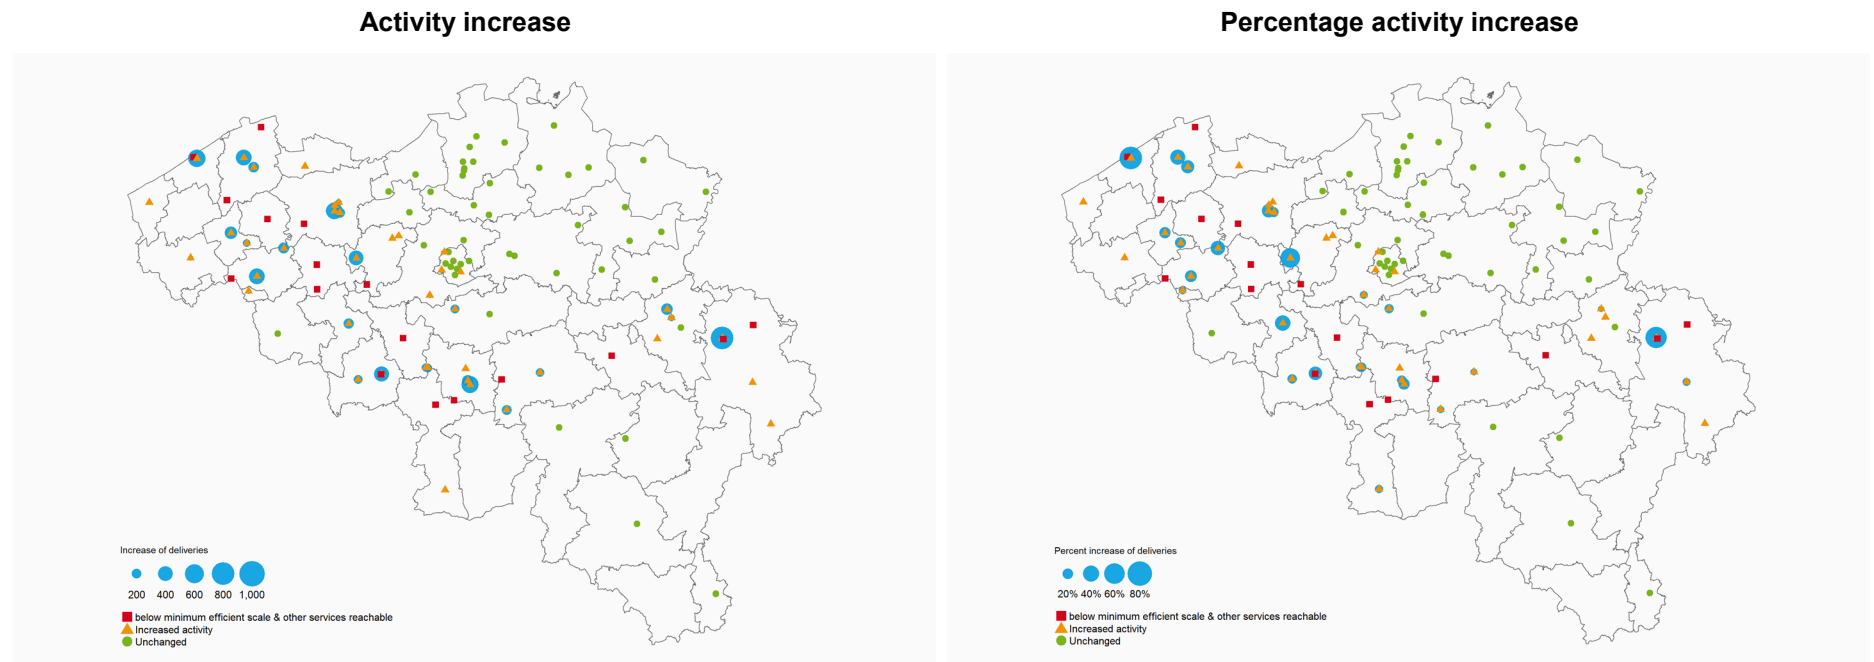 Activity increase
Percentage activity increase
Increase of deliveries
200 400 600 800 1,000
below minimum efficient scale & other services reachable
Increased activity
Unchanged
Percent increase of deliveries
20% 40% 60% 80%
below minimum efficient scale & other services reachable
Increased activity
Unchanged